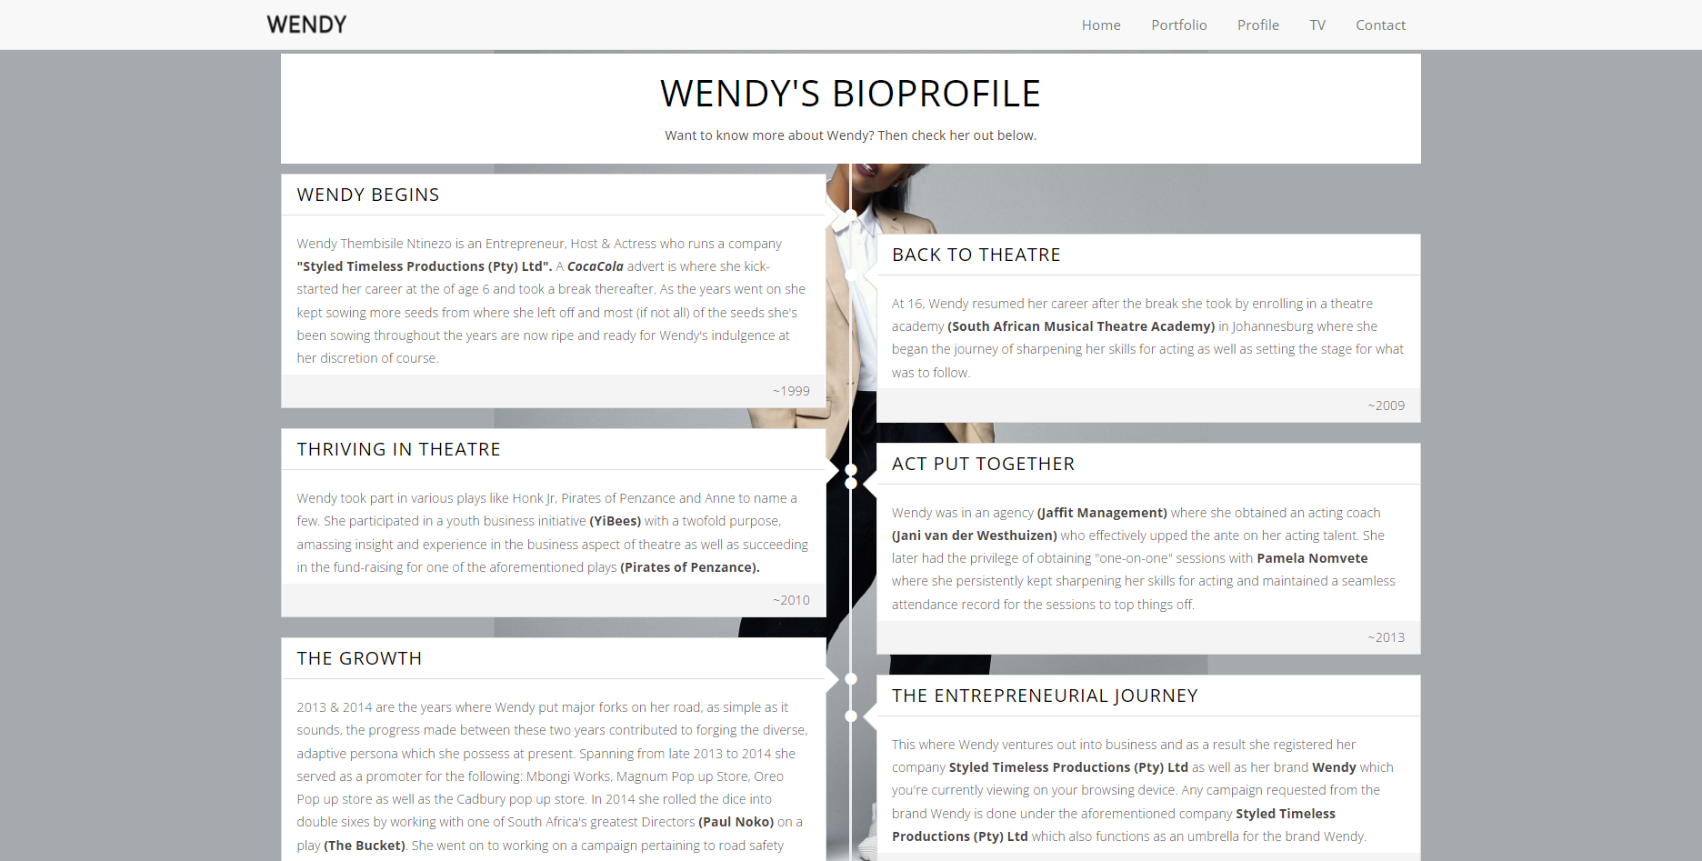 WENDY
Home Portfolio Profile TV Contact
WENDY'S BIOPROFILE
Want to know more about Wendy? Then check her out below.
WENDY BEGINS
Wendy Thembisile Ntinezo is an Entrepreneur, Host & Actress who runs a company
"Styled Timeless Productions (Pty) Ltd". A CocaCola advert is where she kick-
started her career at the of age 6 and took a break thereafter. As the years went on she
kept sowing more seeds from where she left off and most (if not all) of the seeds she's
been sowing throughout the years are now ripe and ready for Wendy's indulgence at
her discretion of course.
~1999
BACK TO THEATRE
At 16, Wendy resumed her career after the break she took by enrolling in a theatre
academy (South African Musical Theatre Academy) in Johannesburg where she
began the journey of sharpening her skills for acting as well as setting the stage for what
was to follow.
~2009
THRIVING IN THEATRE
Wendy took part in various plays like Honk Jr, Pirates of Penzance and Anne to name a
few. She participated in a youth business initiative (YiBees) with a twofold purpose,
amassing insight and experience in the business aspect of theatre as well as succeeding
in the fund-raising for one of the aforementioned plays (Pirates of Penzance).
~2010
ACT PUT TOGETHER
Wendy was in an agency (Jaffit Management) where she obtained an acting coach
(Jani van der Westhuizen) who effectively upped the ante on her acting talent. She
later had the privilege of obtaining "one-on-one" sessions with Pamela Nomvete
where she persistently kept sharpening her skills for acting and maintained a seamless
attendance record for the sessions to top things off.
~2013
THE GROWTH
2013 & 2014 are the years where Wendy put major forks on her road, as simple as it
sounds, the progress made between these two years contributed to forging the diverse,
adaptive persona which she possess at present. Spanning from late 2013 to 2014 she
served as a promoter for the following: Mbongi Works, Magnum Pop up Store, Oreo
Pop up store as well as the Cadbury pop up store. In 2014 she rolled the dice into
double sixes by working with one of South Africa's greatest Directors (Paul Noko) on a
play (The Bucket). She went on to working on a campaign pertaining to road safety
THE ENTREPRENEURIAL JOURNEY
This where Wendy ventures out into business and as a result she registered her
company Styled Timeless Productions (Pty) Ltd as well as her brand Wendy which
you're currently viewing on your browsing device. Any campaign requested from the
brand Wendy is done under the aforementioned company Styled Timeless
Productions (Pty) Ltd which also functions as an umbrella for the brand Wendy.